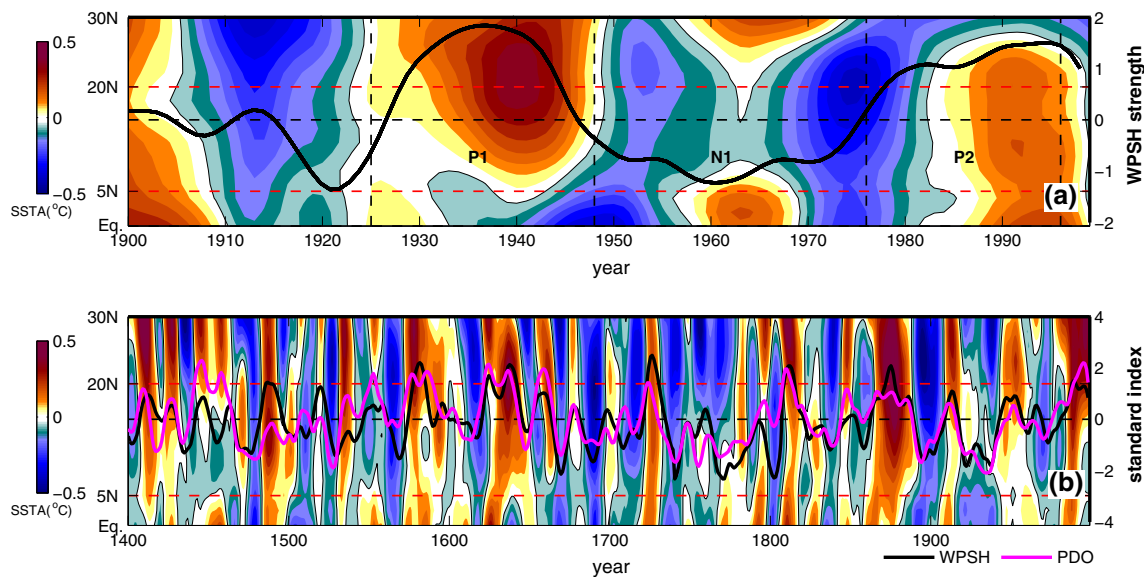 30N
20N
5N
Eq.
0.5
0
−0.5
SSTA(°C)
P1
N1
P2
(a)
2
1
0
−1
−2
WPSH strength
1900 1910 1920 1930 1940 1950 1960 1970 1980 1990
year
30N
20N
5N
Eq.
0.5
0
−0.5
SSTA(°C)
(b)
4
2
0
−2
−4
standard index
1400 1500 1600 1700 1800 1900
year
WPSH PDO